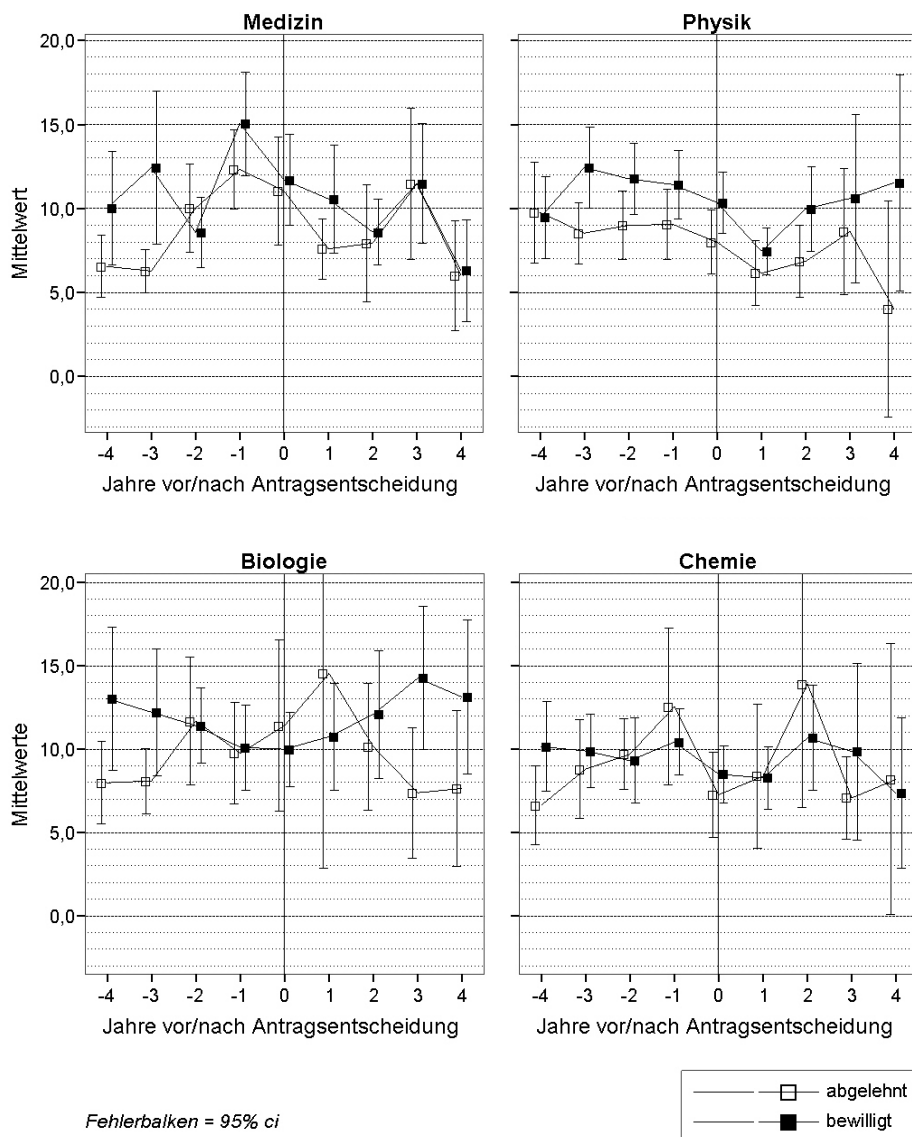 Medizin
Physik
Mittelwert
20,0
15,0
10,0
5,0
0,0
-4 -3 -2 -1 0 1 2 3 4
-4 -3 -2 -1 0 1 2 3 4
Jahre vor/nach Antragsentscheidung
Jahre vor/nach Antragsentscheidung
Biologie
Chemie
Mittelwerte
20,0
15,0
10,0
5,0
0,0
-4 -3 -2 -1 0 1 2 3 4
-4 -3 -2 -1 0 1 2 3 4
Jahre vor/nach Antragsentscheidung
Jahre vor/nach Antragsentscheidung
Fehlerbalken = 95% ci
abgelehnt
bewilligt